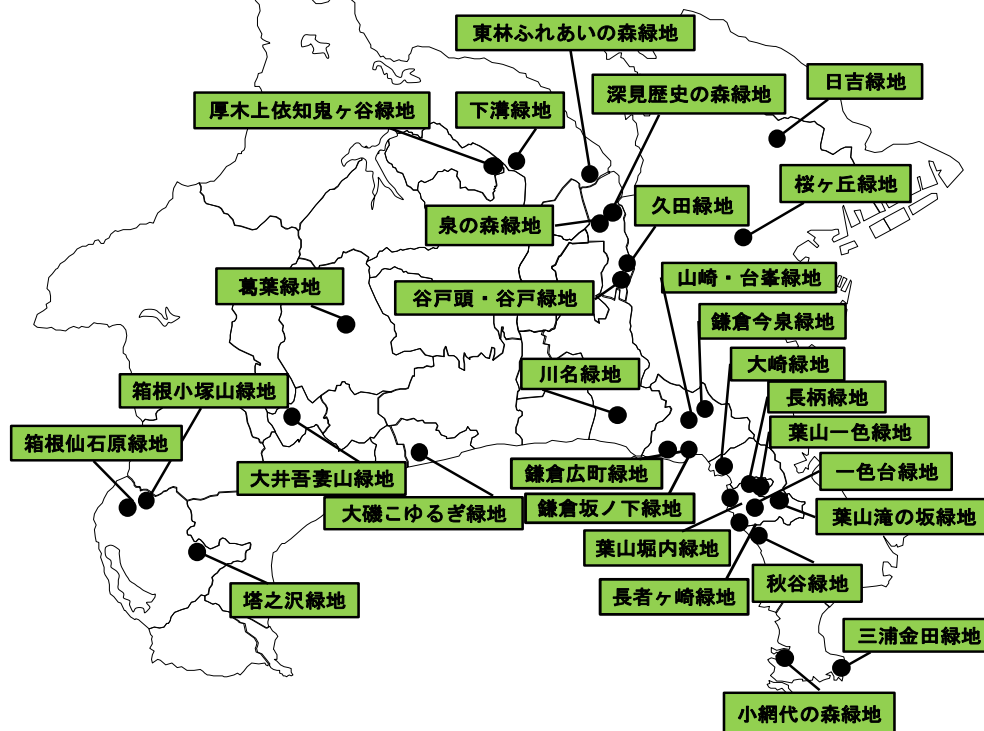 東林ふれあいの森緑地
日吉緑地
深見歴史の森緑地
厚木上依知鬼ヶ谷緑地
下溝緑地
桜ヶ丘緑地
久田緑地
泉の森緑地
山崎・台峯緑地
葛葉緑地
谷戸頭・谷戸緑地
鎌倉今泉緑地
大崎緑地
川名緑地
箱根小塚山緑地
長柄緑地
葉山一色緑地
箱根仙石原緑地
一色台緑地
大井吾妻山緑地
鎌倉広町緑地
大磯こゆるぎ緑地
鎌倉坂ノ下緑地
葉山滝の坂緑地
葉山堀内緑地
秋谷緑地
長者ヶ崎緑地
塔之沢緑地
三浦金田緑地
小網代の森緑地